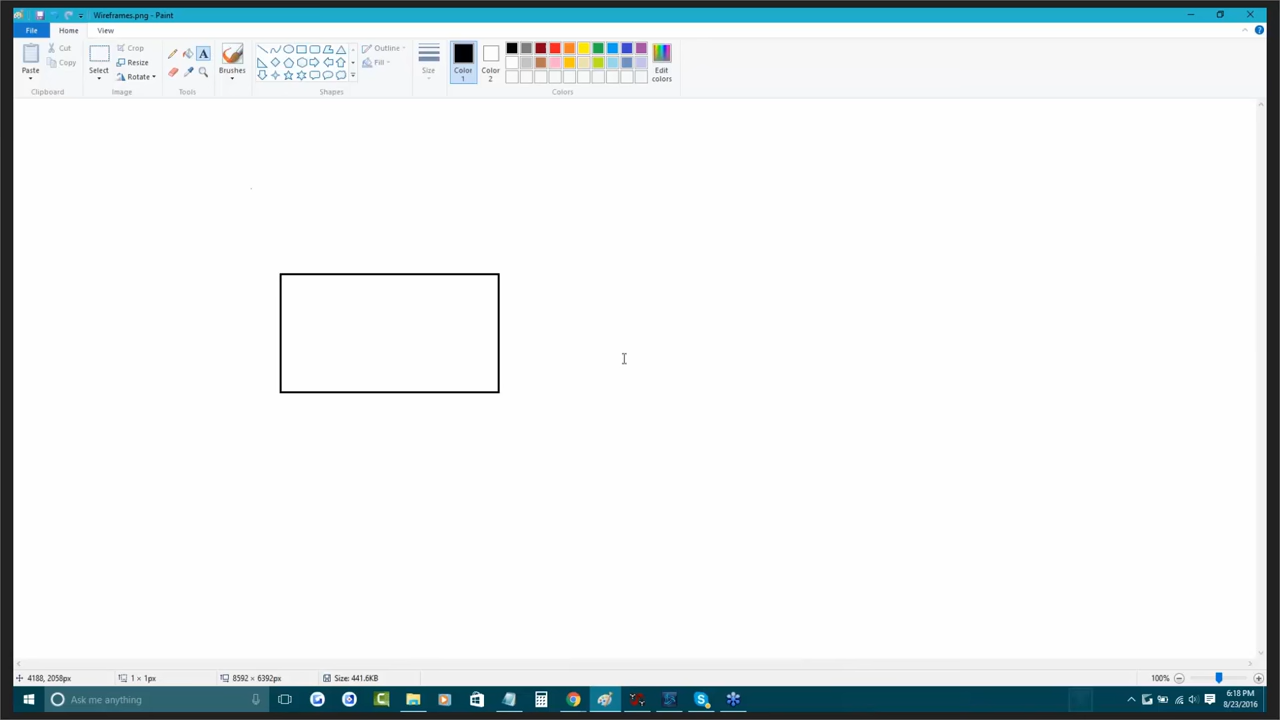 Wireframes.png - Paint
File Home View
Paste
Cut
Copy
Clipboard
Select
Crop
Resize
Rotate
Image
A
Tools
Brushes
Outline
Fill
Shapes
Size
Color 1
Color 2
Edit colors
Colors
4188, 2058px
1 × 1px
8592 × 6392px
Size: 441.6KB
100%
Ask me anything
6:18 PM
8/23/2016